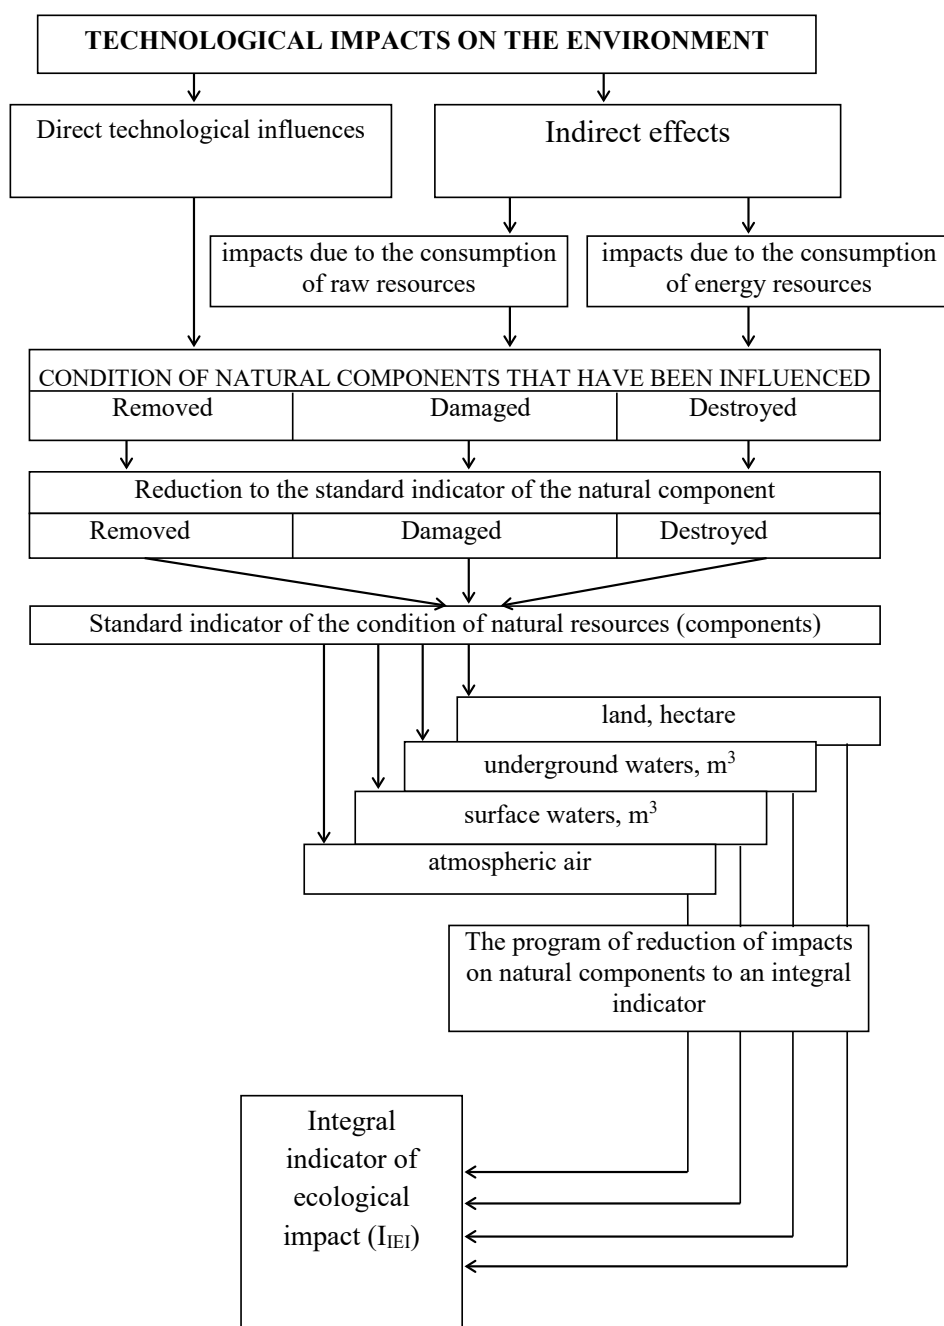 TECHNOLOGICAL IMPACTS ON THE ENVIRONMENT
Direct technological influences
Indirect effects
impacts due to the consumption
of raw resources
impacts due to the consumption
of energy resources
CONDITION OF NATURAL COMPONENTS THAT HAVE BEEN INFLUENCED
Removed
Damaged
Destroyed
Reduction to the standard indicator of the natural component
Removed
Damaged
Destroyed
Standard indicator of the condition of natural resources (components)
land, hectare
underground waters, m³
surface waters, m³
atmospheric air
The program of reduction of impacts
on natural components to an integral
indicator
Integral
indicator of
ecological
impact (I_IEI)